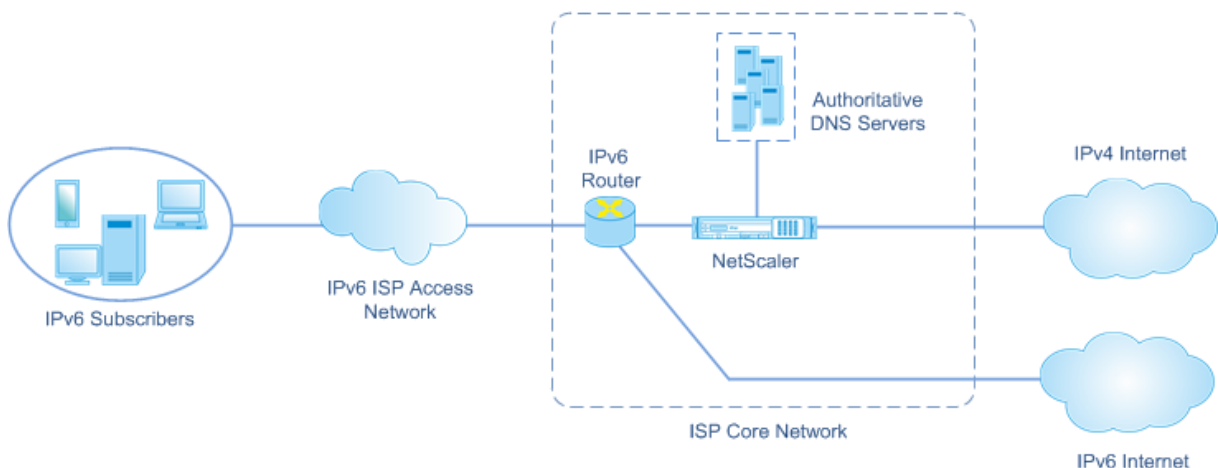 Authoritative
DNS Servers
IPv6
Router
IPv4 Internet
NetScaler
IPv6 ISP Access
Network
IPv6 Subscribers
ISP Core Network
IPv6 Internet